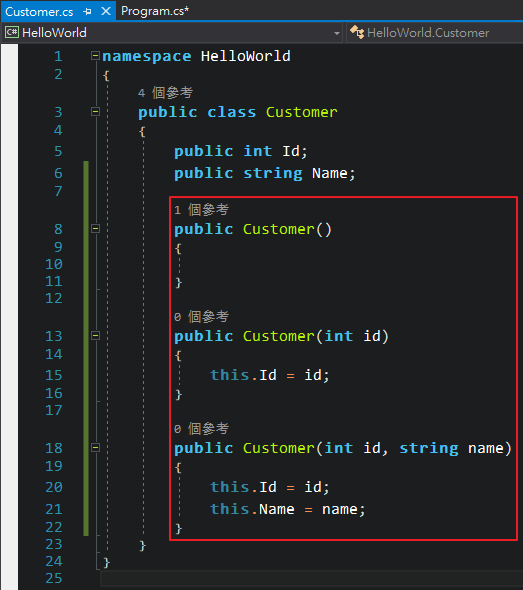 Customer.cs Program.cs*
HelloWorld HelloWorld.Customer
1 namespace HelloWorld
2 {
4 個參考
3 public class Customer
4 {
5 public int Id;
6 public string Name;
7
1 個參考
8 public Customer()
9 {
10
11 }
12
0 個參考
13 public Customer(int id)
14 {
15 this.Id = id;
16 }
17
0 個參考
18 public Customer(int id, string name)
19 {
20 this.Id = id;
21 this.Name = name;
22 }
23 }
24 }
25